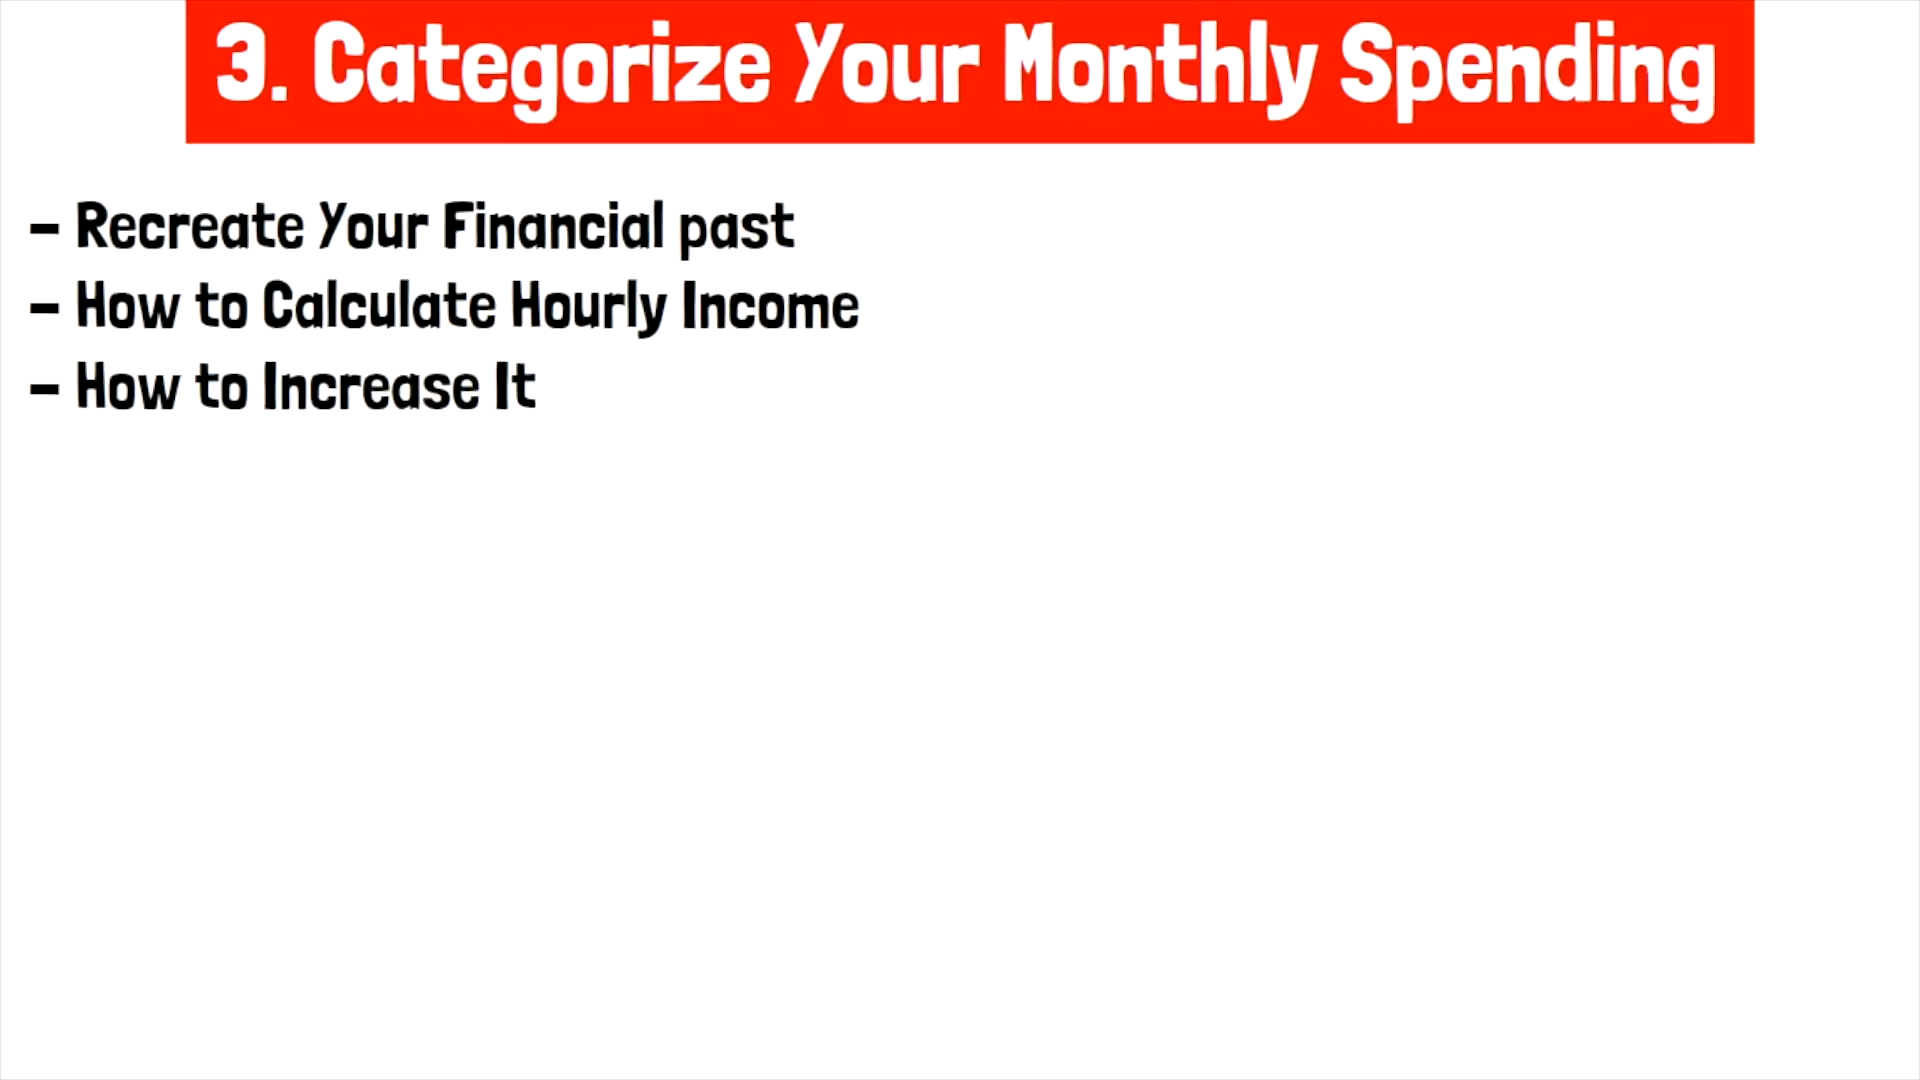 3. Categorize Your Monthly Spending
- Recreate Your Financial past
- How to Calculate Hourly Income
- How to Increase It